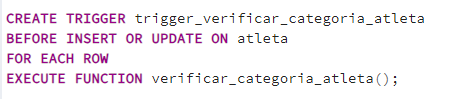 CREATE TRIGGER trigger_verificar_categoria_atleta
BEFORE INSERT OR UPDATE ON atleta
FOR EACH ROW
EXECUTE FUNCTION verificar_categoria_atleta();